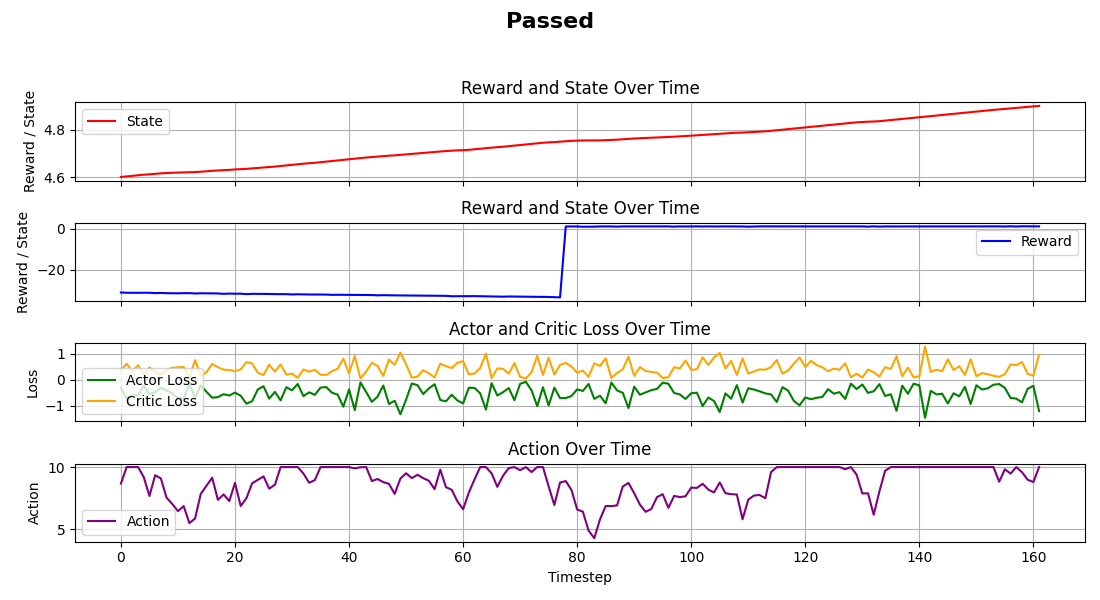 Passed
Reward and State Over Time
Reward / State
4.8
4.6
State
Reward and State Over Time
Reward / State
0
−20
Reward
Actor and Critic Loss Over Time
Loss
1
0
−1
Actor Loss
Critic Loss
Action Over Time
Action
10
5
Action
0 20 40 60 80 100 120 140 160
Timestep